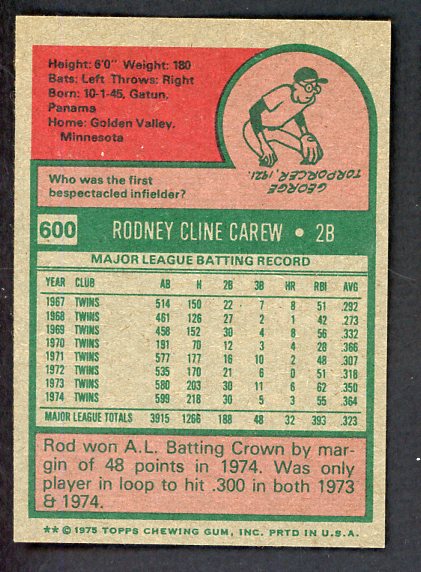 Height: 6'0" Weight: 180
Bats: Left Throws: Right
Born: 10-1-45, Gatun,
Panama
Home: Golden Valley,
Minnesota
GEORGE
TORPORCER, 1921.
Who was the first
bespectacled infielder?
600 RODNEY CLINE CAREW • 2B
MAJOR LEAGUE BATTING RECORD
YEAR CLUB AB H 2B 3B HR RBI AVG
1967 TWINS 514 150 22 7 8 51 .292
1968 TWINS 461 126 27 2 1 42 .273
1969 TWINS 458 152 30 4 8 56 .332
1970 TWINS 191 70 12 3 4 28 .366
1971 TWINS 577 177 16 10 2 48 .307
1972 TWINS 535 170 21 6 0 51 .318
1973 TWINS 580 203 30 11 6 62 .350
1974 TWINS 599 218 30 5 3 55 .364
MAJOR LEAGUE TOTALS 3915 1266 188 48 32 393 .323
Rod won A.L. Batting Crown by mar-
gin of 48 points in 1974. Was only
player in loop to hit .300 in both 1973
& 1974.
** © 1975 TOPPS CHEWING GUM, INC. PRTD IN U.S.A.